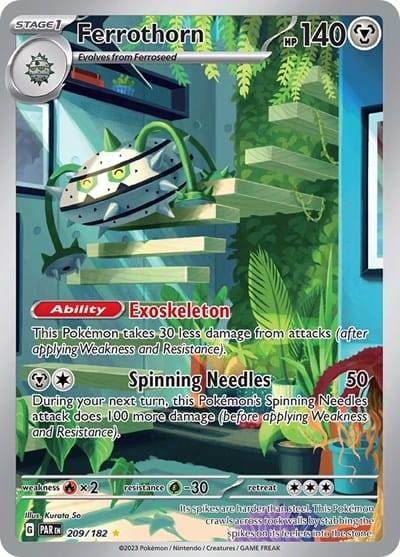 STAGE 1
Ferrothorn
HP 140
Evolves from Ferroseed
Ability Exoskeleton
This Pokémon takes 30 less damage from attacks (after
applying Weakness and Resistance).
Spinning Needles 50
During your next turn, this Pokémon's Spinning Needles
attack does 100 more damage (before applying Weakness
and Resistance).
weakness ×2 resistance -30 retreat
Illus. Kurata So
G PAR EN 209/182
Its spikes are harder than steel. This Pokémon
crawls across rock walls by stabbing the
spikes on its feelers into the stone.
©2023 Pokémon / Nintendo / Creatures / GAME FREAK